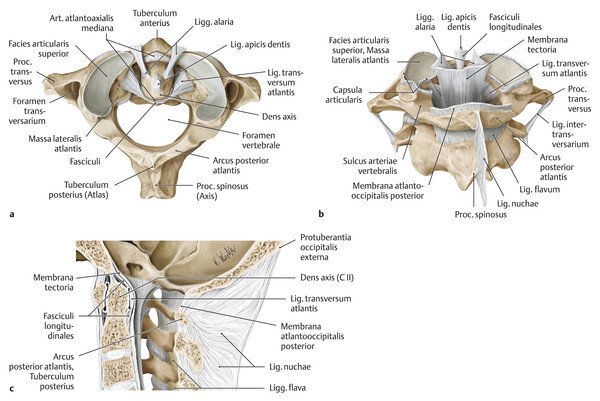 Art. atlantoaxialis
mediana
Tuberculum
anterius
Ligg. alaria
Facies articularis
superior
Lig. apicis dentis
Proc.
trans-
versus
Lig. trans-
versum
atlantis
Foramen
trans-
versarium
Dens axis
Massa lateralis
atlantis
Foramen
vertebrale
Fasciculi
Arcus posterior
atlantis
Tuberculum
posterius (Atlas)
Proc. spinosus
(Axis)
a
Ligg.
alaria
Lig. apicis
dentis
Fasciculi
longitudinales
Facies articularis
superior, Massa
lateralis atlantis
Membrana
tectoria
Lig. transver-
sum atlantis
Capsula
articularis
Proc.
trans-
versus
Lig. inter-
trans-
versarium
Sulcus arteriae
vertebralis
Arcus
posterior
atlantis
Membrana atlanto-
occipitalis posterior
Lig. flavum
Lig. nuchae
Proc. spinosus
b
Protuberantia
occipitalis
externa
Membrana
tectoria
Dens axis (C II)
Lig. transversum
atlantis
Fasciculi
longitu-
dinales
Membrana
atlantooccipitalis
posterior
Arcus
posterior atlantis,
Tuberculum
posterius
Lig. nuchae
Ligg. flava
c